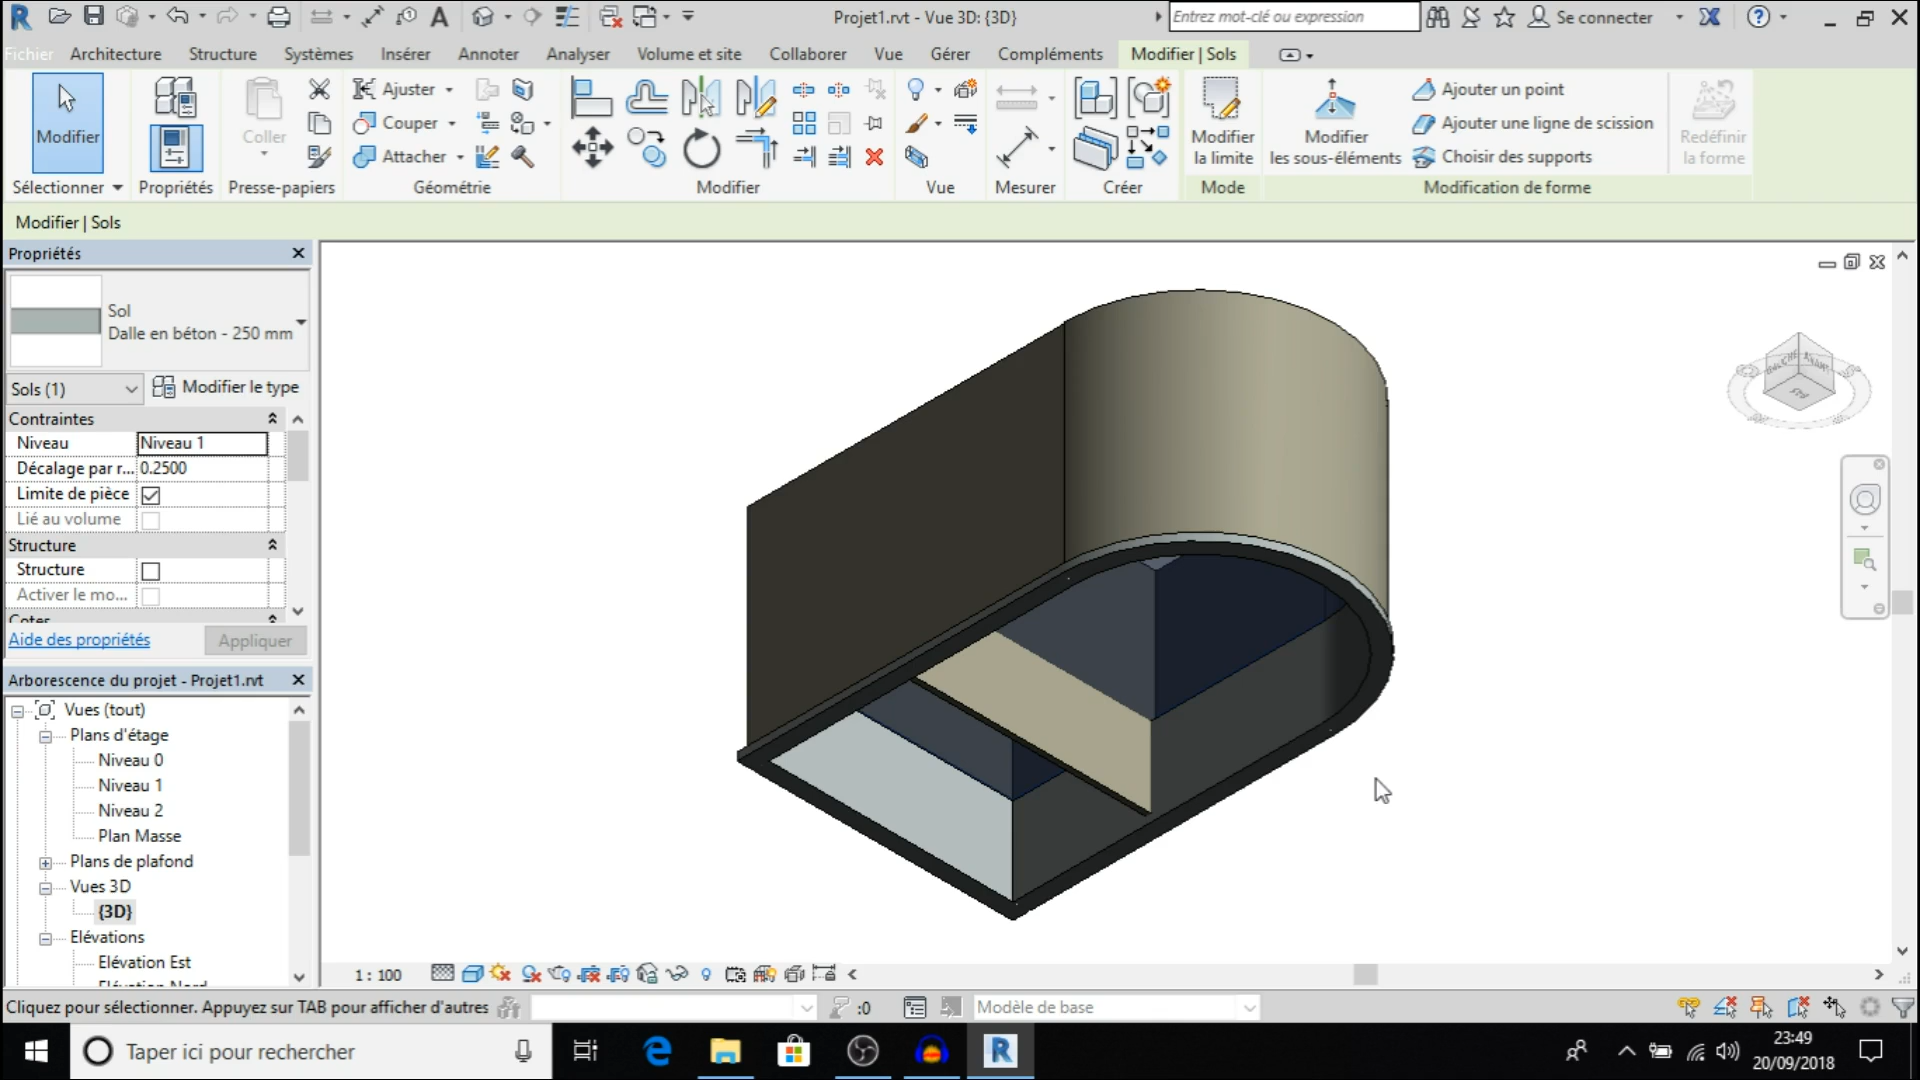 Projet1.rvt - Vue 3D: {3D}
Entrez mot-clé ou expression
Se connecter
Fichier Architecture Structure Systèmes Insérer Annoter Analyser Volume et site Collaborer Vue Gérer Compléments Modifier | Sols
Modifier
Coller
Ajuster
Couper
Attacher
Modifier la limite
Modifier les sous-éléments
Ajouter un point
Ajouter une ligne de scission
Choisir des supports
Redéfinir la forme
Sélectionner Propriétés Presse-papiers Géométrie Modifier Vue Mesurer Créer Mode Modification de forme
Modifier | Sols
Propriétés
Sol
Dalle en béton - 250 mm
Sols (1) Modifier le type
Contraintes
Niveau Niveau 1
Décalage par r... 0.2500
Limite de pièce
Lié au volume
Structure
Structure
Activer le mo...
Cotes
Aide des propriétés Appliquer
Arborescence du projet - Projet1.rvt
Vues (tout)
Plans d'étage
Niveau 0
Niveau 1
Niveau 2
Plan Masse
Plans de plafond
Vues 3D
{3D}
Elévations
Elévation Est
Elévation Nord
1 : 100
Cliquez pour sélectionner. Appuyez sur TAB pour afficher d'autres :0 Modèle de base
Taper ici pour rechercher
23:49
20/09/2018